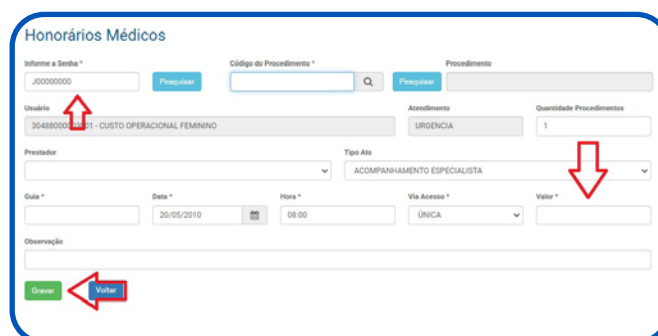 Honorários Médicos
Informe a Senha * Código do Procedimento * Procedimento
J00000000 Pesquisar Pesquisar
Usuário Atendimento Quantidade Procedimentos
CUSTO OPERACIONAL FEMININO URGENCIA 1
Prestador Tipo Ato
ACOMPANHAMENTO ESPECIALISTA
Guia * Data * Hora * Via Acesso * Valor *
20/05/2010 08:00 ÚNICA
Observação
Gravar Voltar